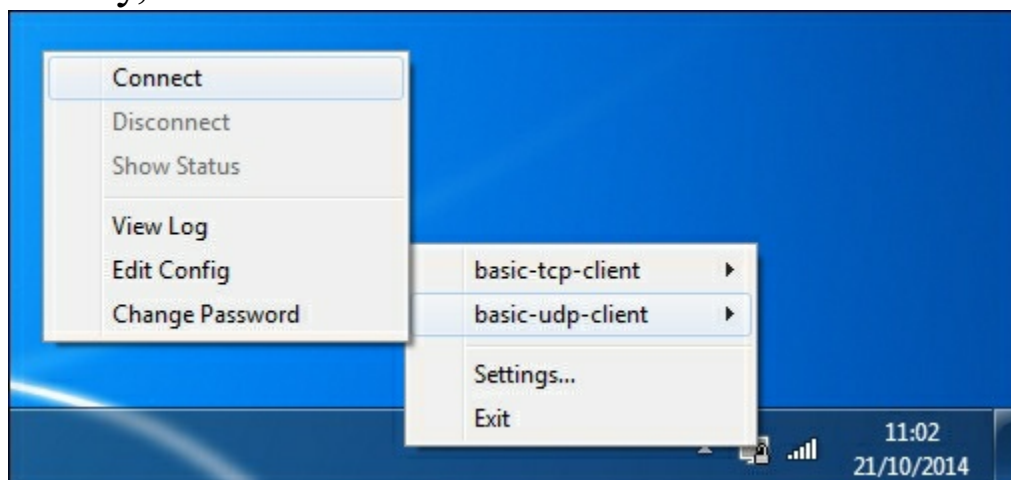 Connect
Disconnect
Show Status
View Log
Edit Config
Change Password
basic-tcp-client
basic-udp-client
Settings...
Exit
11:02
21/10/2014